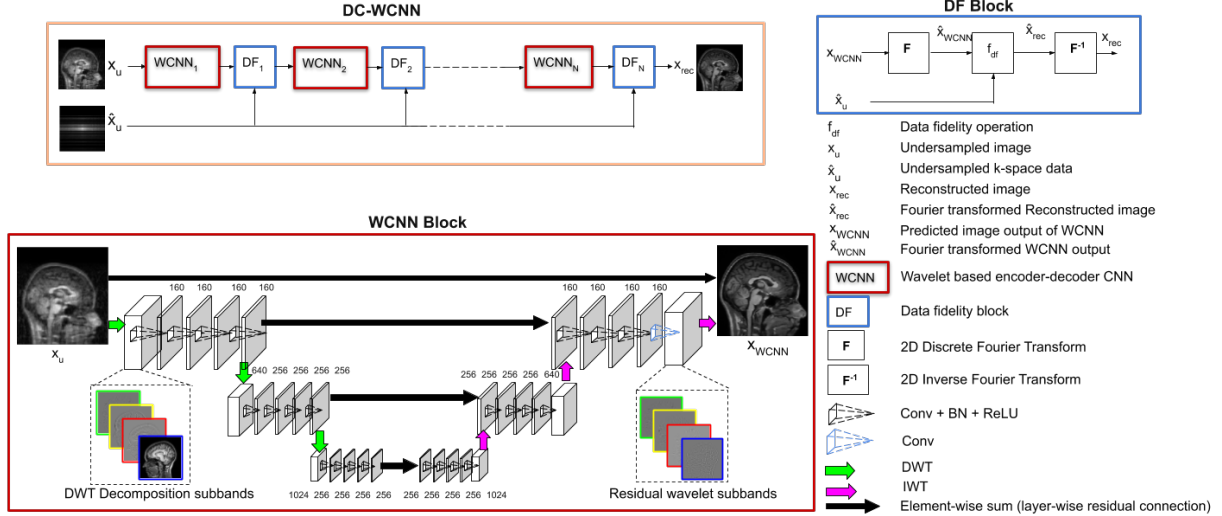 DC-WCNN
x_u WCNN_1 DF_1 WCNN_2 DF_2 WCNN_N DF_N x_rec
x̂_u
DF Block
x_WCNN F x̂_WCNN f_df x̂_rec F⁻¹ x_rec
x̂_u
f_df Data fidelity operation
x_u Undersampled image
x̂_u Undersampled k-space data
x_rec Reconstructed image
x̂_rec Fourier transformed Reconstructed image
x_WCNN Predicted image output of WCNN
x̂_WCNN Fourier transformed WCNN output
WCNN Wavelet based encoder-decoder CNN
DF Data fidelity block
F 2D Discrete Fourier Transform
F⁻¹ 2D Inverse Fourier Transform
Conv + BN + ReLU
Conv
DWT
IWT
Element-wise sum (layer-wise residual connection)
WCNN Block
160 160 160 160 160 160 160 160
x_u x_WCNN
640 256 256 256 256 256 256 256 256 640
1024 256 256 256 256 256 256 256 1024
DWT Decomposition subbands Residual wavelet subbands